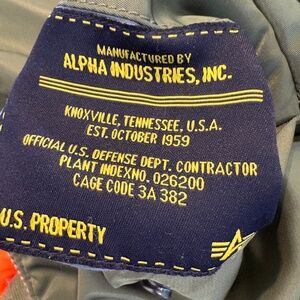 MANUFACTURED BY
ALPHA INDUSTRIES, INC.
KNOXVILLE, TENNESSEE, U.S.A.
EST. OCTOBER 1959
OFFICIAL U.S. DEFENSE DEPT. CONTRACTOR
PLANT INDEXNO. 026200
CAGE CODE 3A 382
U.S. PROPERTY